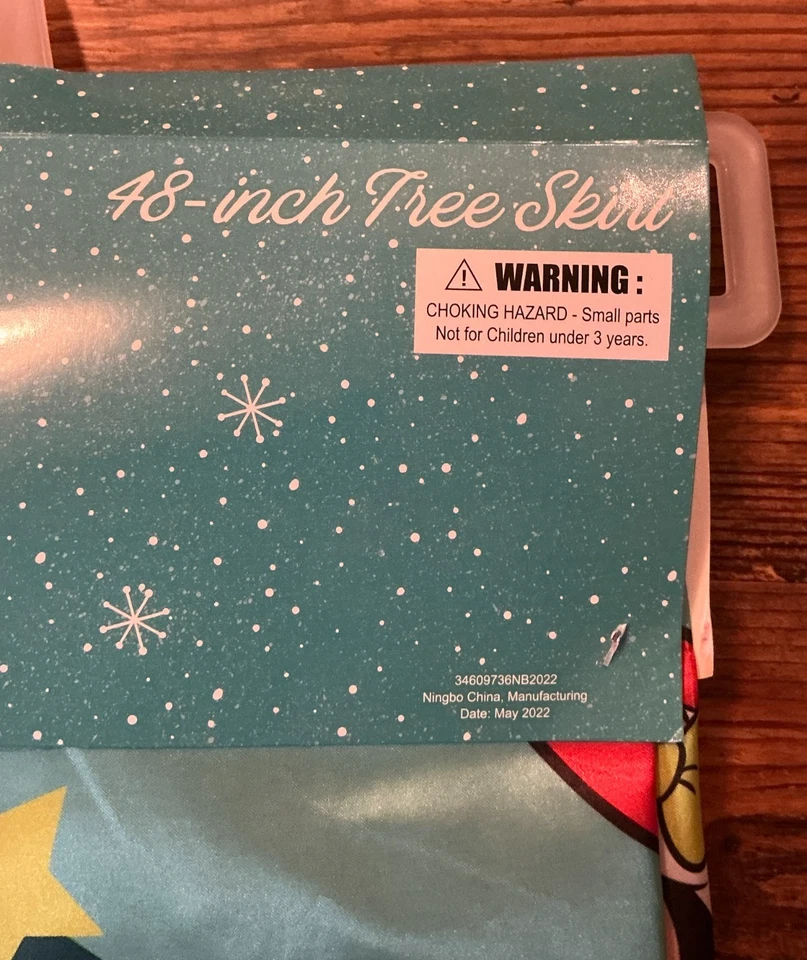 48-inch Tree Skirt
WARNING :
CHOKING HAZARD - Small parts
Not for Children under 3 years.
34609736NB2022
Ningbo China, Manufacturing
Date: May 2022